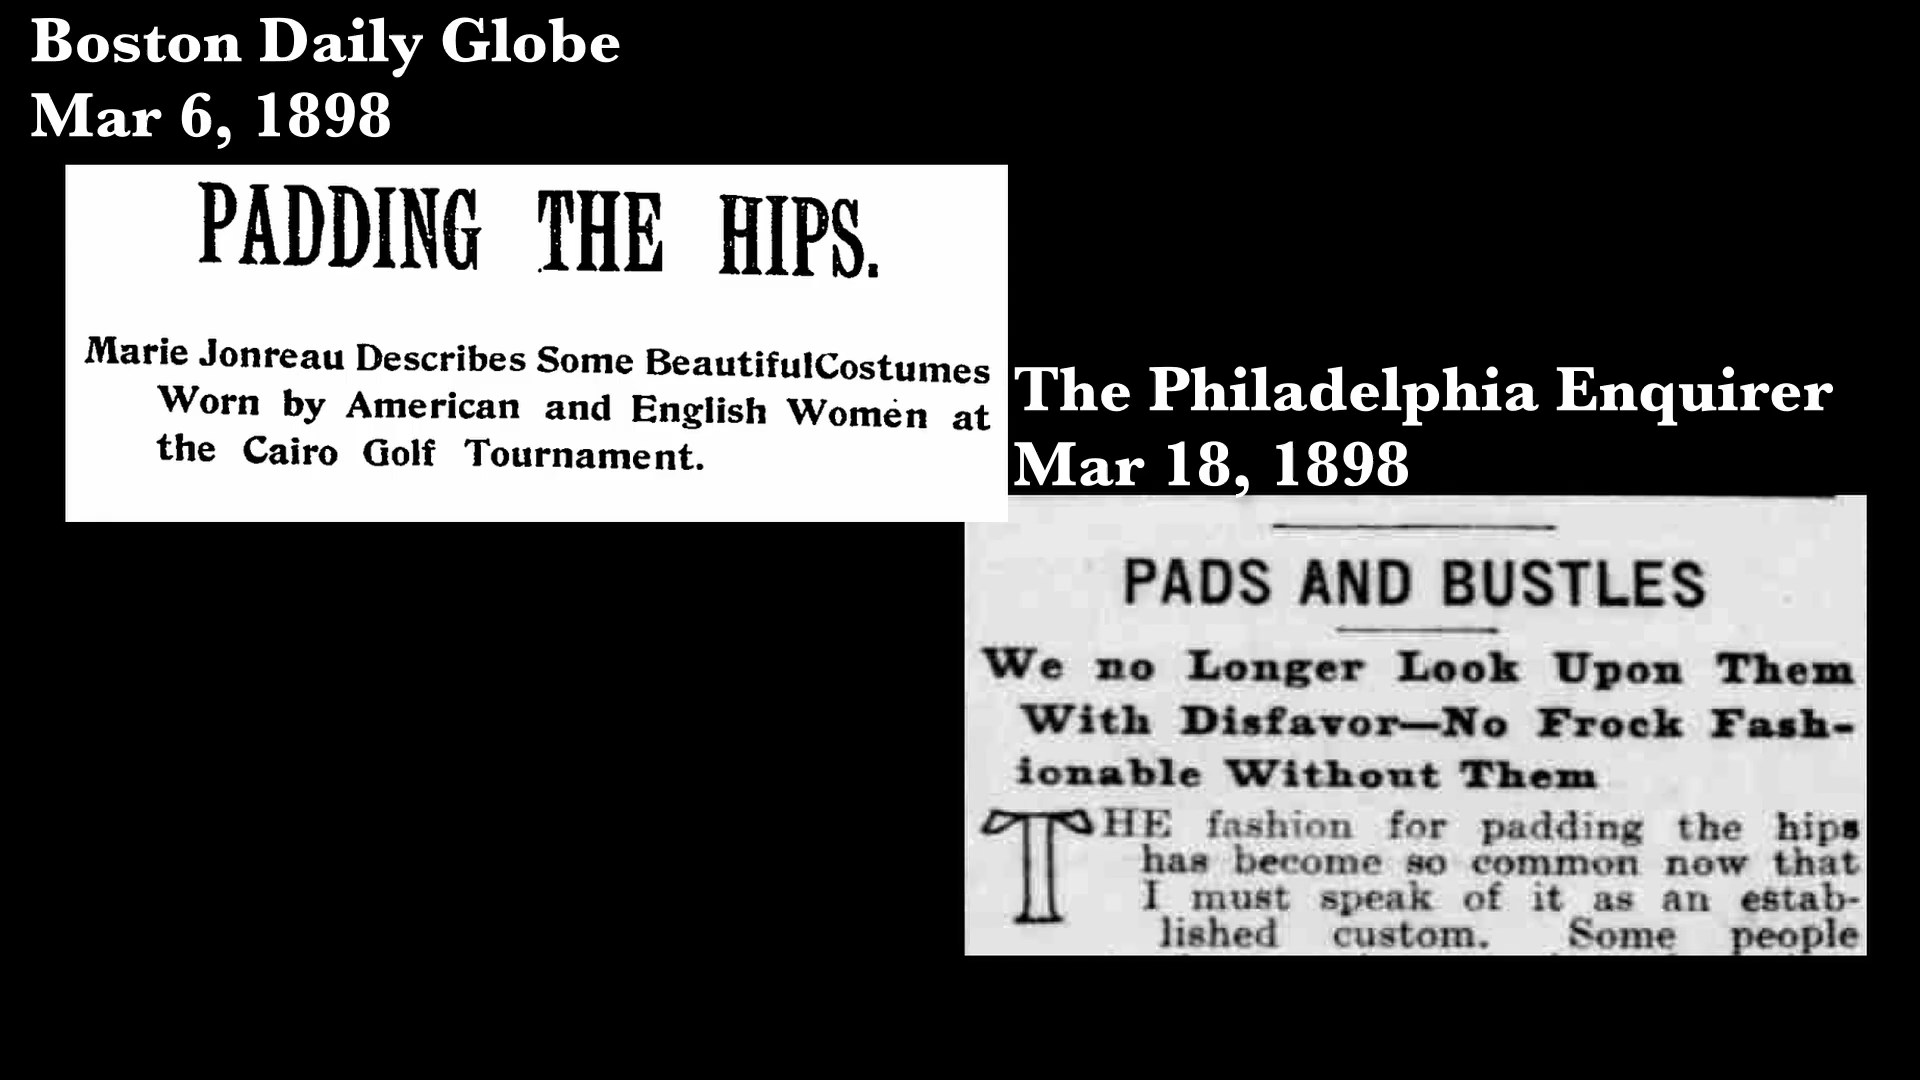 Boston Daily Globe
Mar 6, 1898
PADDING THE HIPS.
Marie Jonreau Describes Some Beautiful Costumes
Worn by American and English Women at
the Cairo Golf Tournament.
The Philadelphia Enquirer
Mar 18, 1898
PADS AND BUSTLES
We no Longer Look Upon Them
With Disfavor—No Frock Fash-
ionable Without Them
THE fashion for padding the hips
has become so common now that
I must speak of it as an estab-
lished custom. Some people